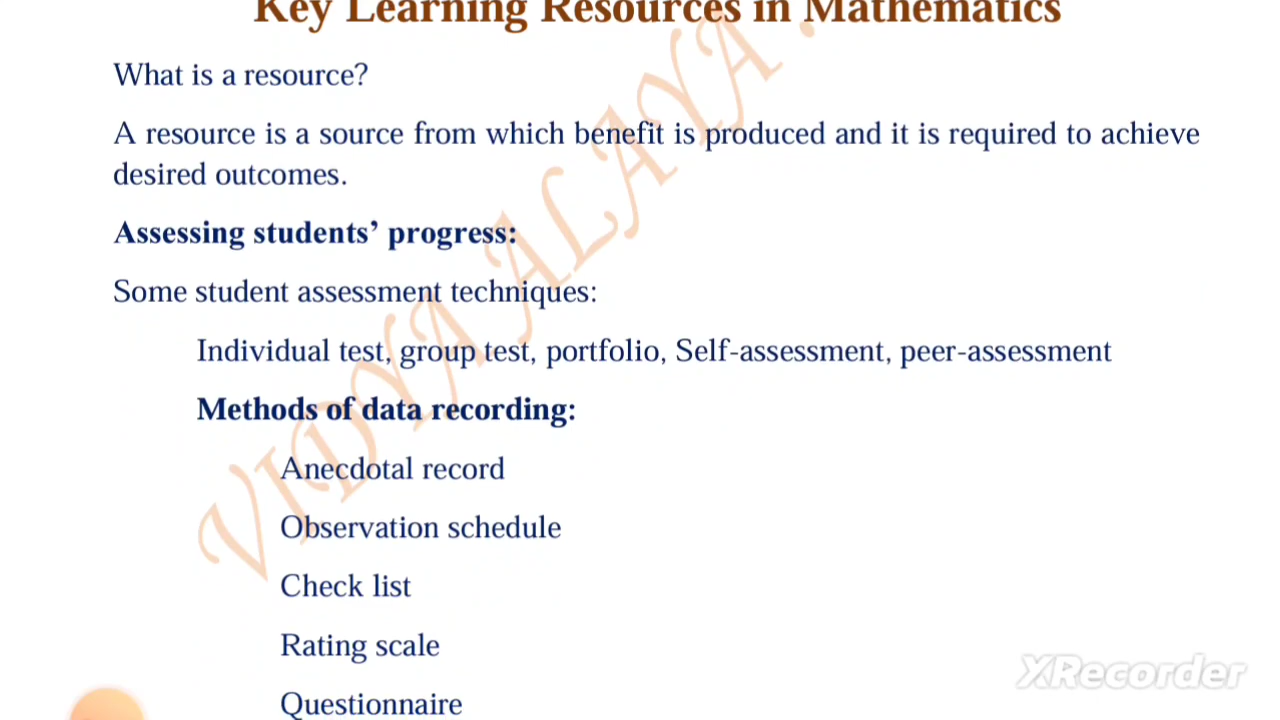 Key Learning Resources in Mathematics
What is a resource?
A resource is a source from which benefit is produced and it is required to achieve
desired outcomes.
Assessing students’ progress:
Some student assessment techniques:
Individual test, group test, portfolio, Self-assessment, peer-assessment
Methods of data recording:
Anecdotal record
Observation schedule
Check list
Rating scale
Questionnaire
VIDYA ALAYA .
XRecorder